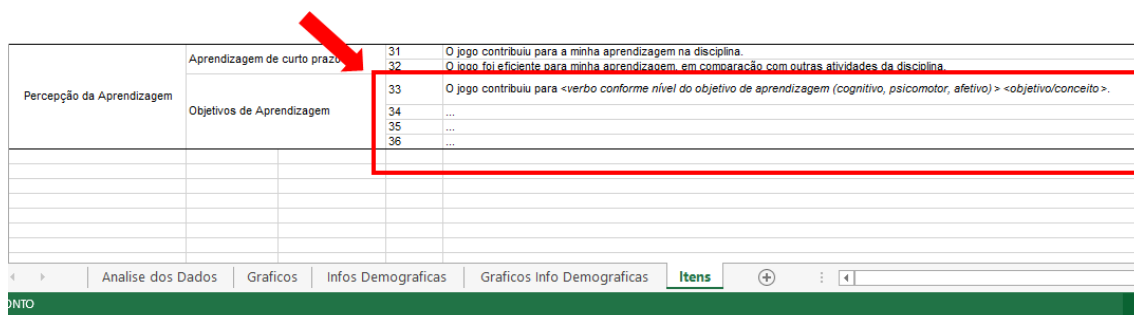 31 O jogo contribuiu para a minha aprendizagem na disciplina.
Aprendizagem de curto prazo
32 O jogo foi eficiente para minha aprendizagem, em comparação com outras atividades da disciplina.
33 O jogo contribuiu para <verbo conforme nível do objetivo de aprendizagem (cognitivo, psicomotor, afetivo)> <objetivo/conceito>.
Percepção da Aprendizagem
Objetivos de Aprendizagem
34 ...
35 ...
36 ...
Analise dos Dados Graficos Infos Demograficas Graficos Info Demograficas Itens
ONTO